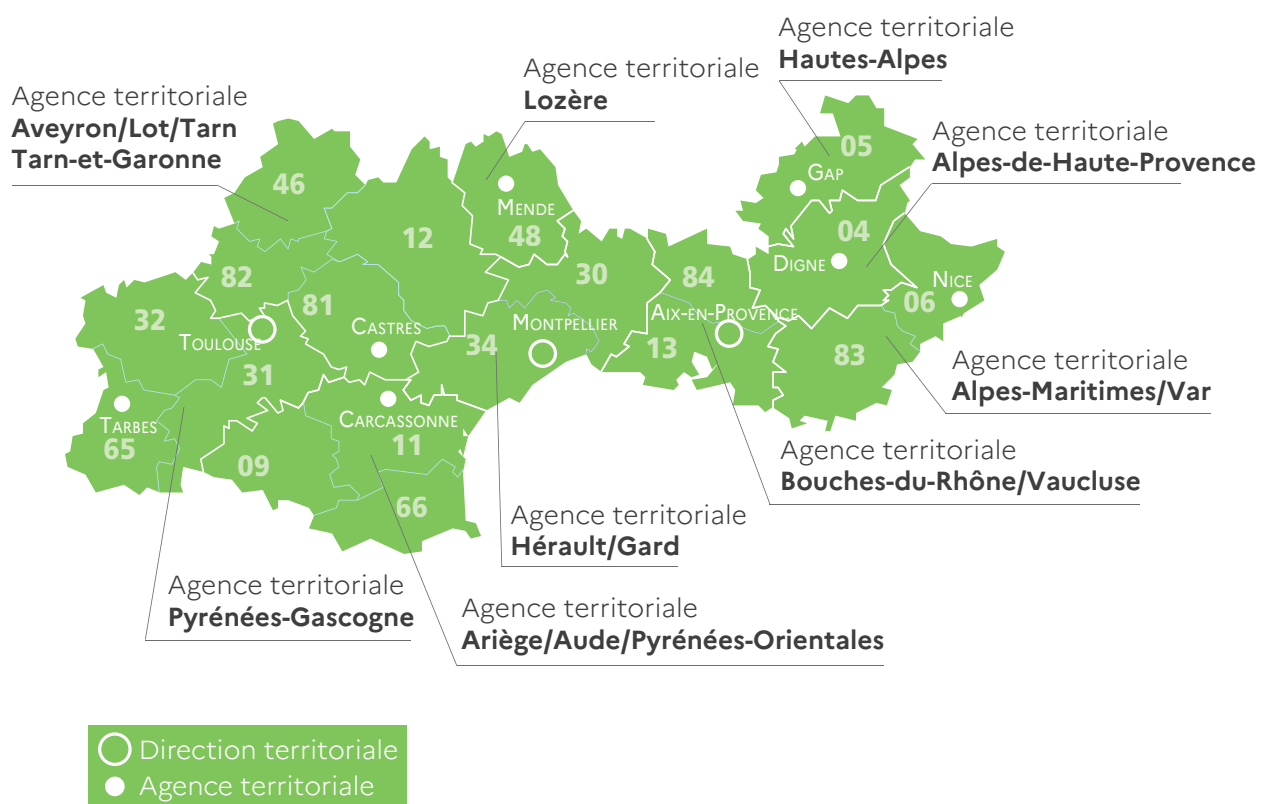 Agence territoriale
Hautes-Alpes
Agence territoriale
Lozère
Agence territoriale
Aveyron/Lot/Tarn
Tarn-et-Garonne
Agence territoriale
Alpes-de-Haute-Provence
05
GAP
46
MENDE
48
12
04
DIGNE
82
30
84
NICE
06
32
81
TOULOUSE
CASTRES
MONTPELLIER
AIX-EN-PROVENCE
34
13
83
31
Agence territoriale
Alpes-Maritimes/Var
TARBES
65
CARCASSONNE
11
09
66
Agence territoriale
Bouches-du-Rhône/Vaucluse
Agence territoriale
Hérault/Gard
Agence territoriale
Pyrénées-Gascogne
Agence territoriale
Ariège/Aude/Pyrénées-Orientales
Direction territoriale
Agence territoriale